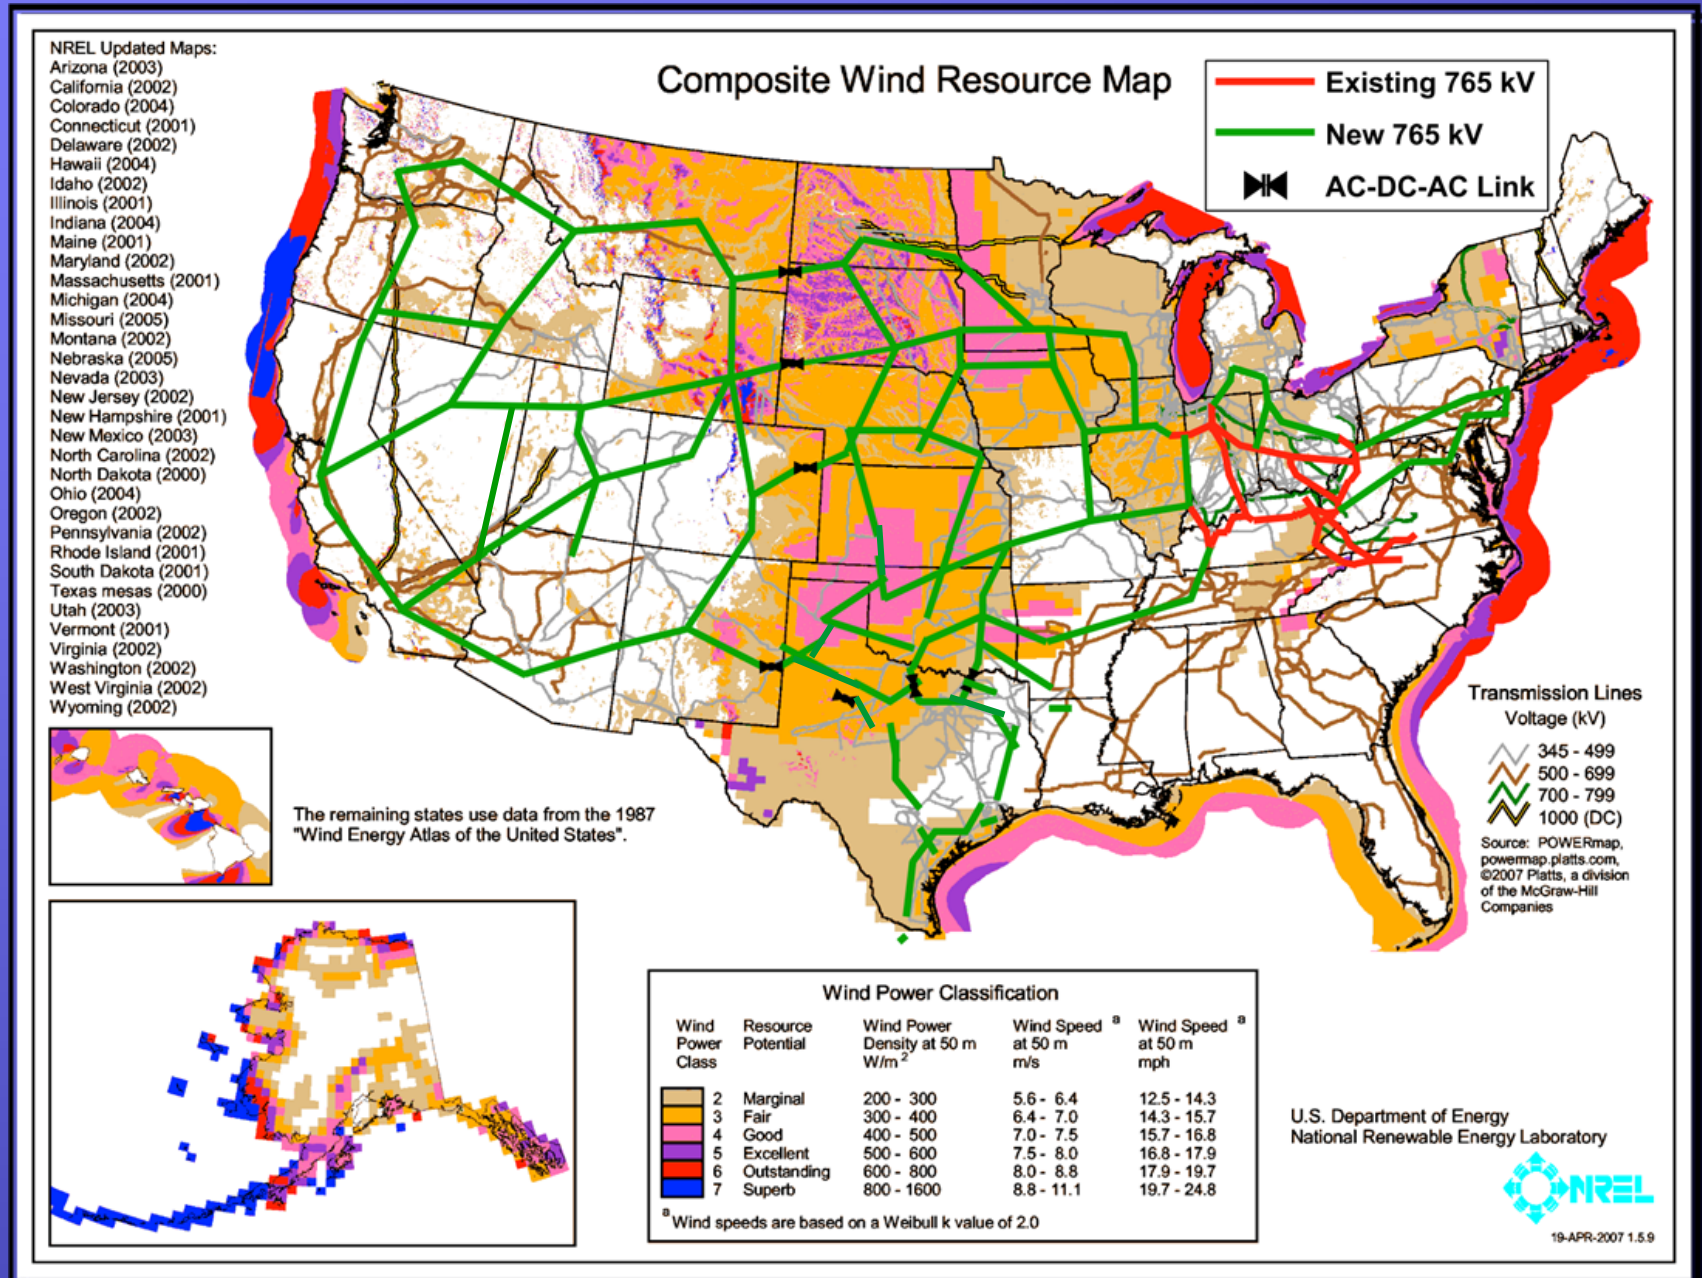 NREL Updated Maps:
Arizona (2003)
California (2002)
Colorado (2004)
Connecticut (2001)
Delaware (2002)
Hawaii (2004)
Idaho (2002)
Illinois (2001)
Indiana (2004)
Maine (2001)
Maryland (2002)
Massachusetts (2001)
Michigan (2004)
Missouri (2005)
Montana (2002)
Nebraska (2005)
Nevada (2003)
New Jersey (2002)
New Hampshire (2001)
New Mexico (2003)
North Carolina (2002)
North Dakota (2000)
Ohio (2004)
Oregon (2002)
Pennsylvania (2002)
Rhode Island (2001)
South Dakota (2001)
Texas mesas (2000)
Utah (2003)
Vermont (2001)
Virginia (2002)
Washington (2002)
West Virginia (2002)
Wyoming (2002)
Composite Wind Resource Map
Existing 765 kV
New 765 kV
AC-DC-AC Link
Transmission Lines
Voltage (kV)
345 - 499
500 - 699
700 - 799
1000 (DC)
Source: POWERmap,
powermap.platts.com,
©2007 Platts, a division
of the McGraw-Hill
Companies
The remaining states use data from the 1987
"Wind Energy Atlas of the United States".
Wind Power Classification
Wind Power Class Resource Potential Wind Power Density at 50 m W/m² Wind Speed ᵃ at 50 m m/s Wind Speed ᵃ at 50 m mph
2 Marginal 200 - 300 5.6 - 6.4 12.5 - 14.3
3 Fair 300 - 400 6.4 - 7.0 14.3 - 15.7
4 Good 400 - 500 7.0 - 7.5 15.7 - 16.8
5 Excellent 500 - 600 7.5 - 8.0 16.8 - 17.9
6 Outstanding 600 - 800 8.0 - 8.8 17.9 - 19.7
7 Superb 800 - 1600 8.8 - 11.1 19.7 - 24.8
ᵃ Wind speeds are based on a Weibull k value of 2.0
U.S. Department of Energy
National Renewable Energy Laboratory
NREL
19-APR-2007 1.5.9